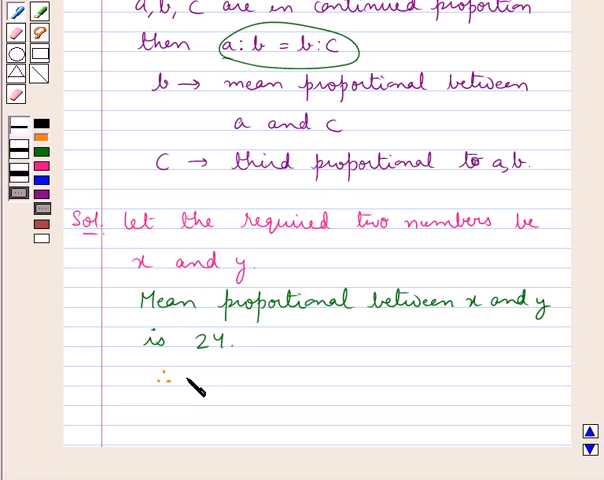 a, b, c are in continued proportion
then a : b = b : c
b → mean proportional between
a and c
c → third proportional to a, b.
Sol. Let the required two numbers be
x and y.
Mean proportional between x and y
is 24.
∴